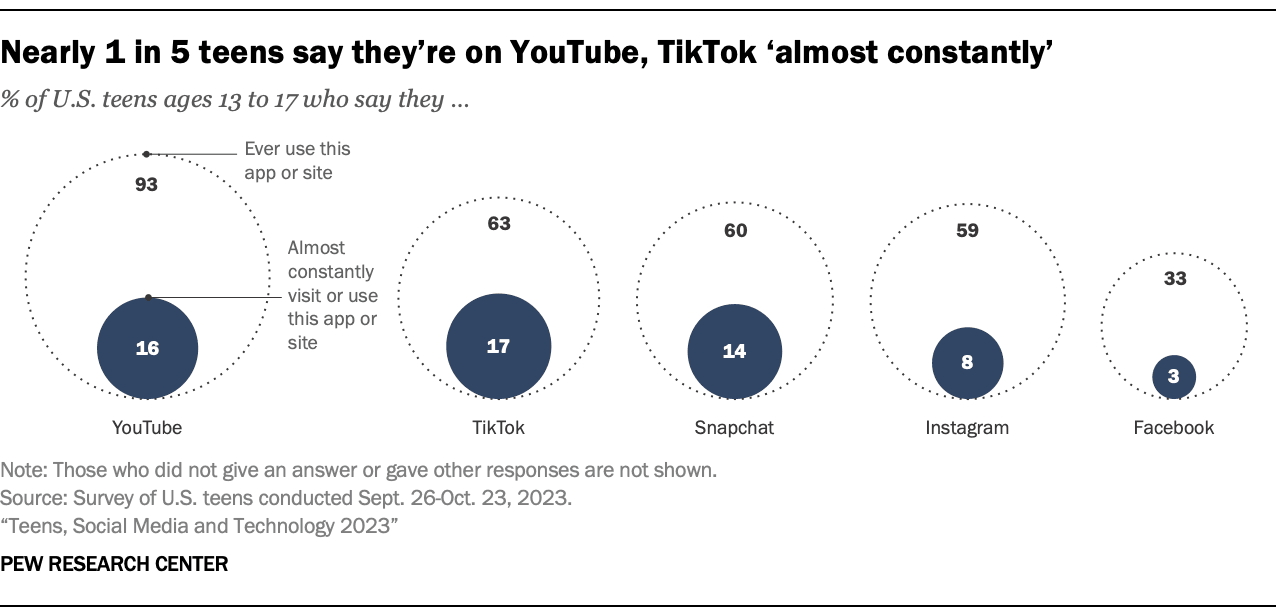 Nearly 1 in 5 teens say they’re on YouTube, TikTok ‘almost constantly’
% of U.S. teens ages 13 to 17 who say they ...
Ever use this
app or site
93
Almost
constantly
visit or use
this app or
site
16
YouTube
63
17
TikTok
60
14
Snapchat
59
8
Instagram
33
3
Facebook
Note: Those who did not give an answer or gave other responses are not shown.
Source: Survey of U.S. teens conducted Sept. 26-Oct. 23, 2023.
“Teens, Social Media and Technology 2023”
PEW RESEARCH CENTER